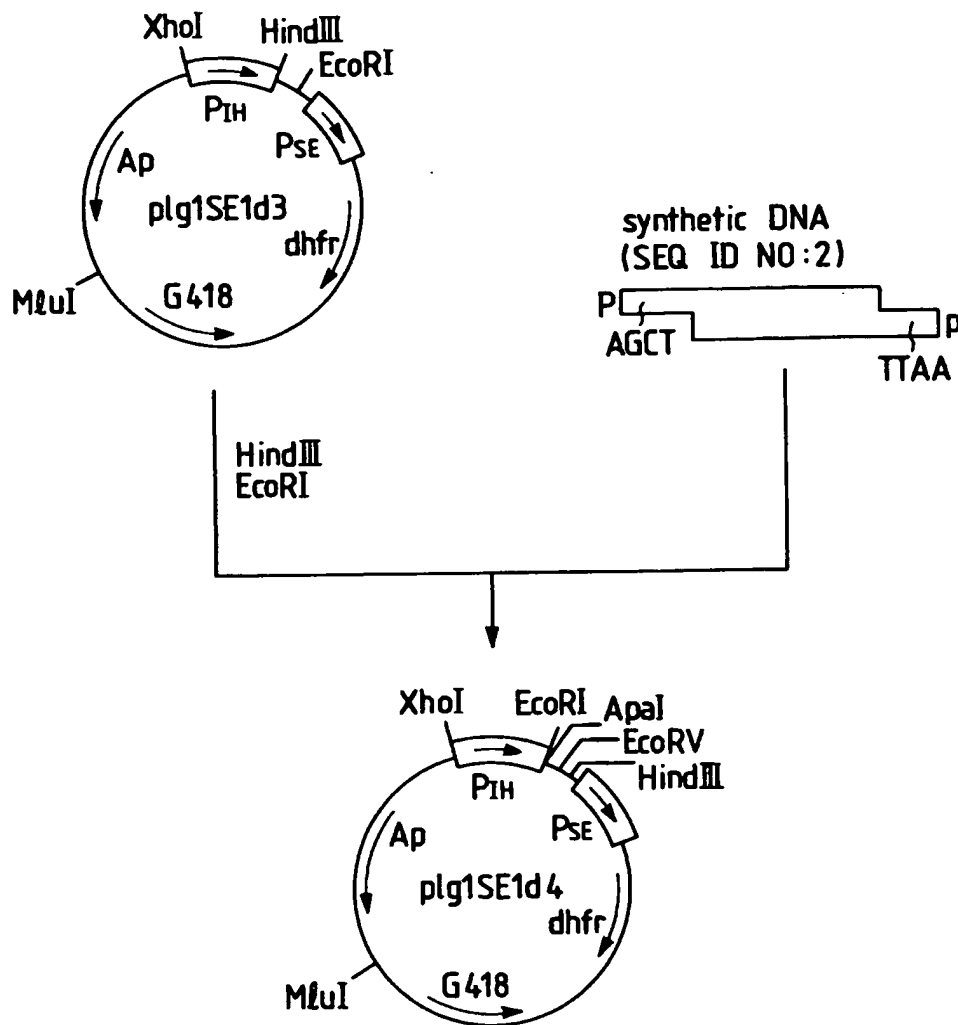 XhoI
HindIII
EcoRI
PIH
PSE
Ap
pIg1SE1d3
dhfr
MluI
G418
synthetic DNA
(SEQ ID NO:2)
P
AGCT
P
TTAA
HindIII
EcoRI
XhoI
EcoRI
ApaI
EcoRV
HindIII
PIH
PSE
Ap
pIg1SE1d4
dhfr
MluI
G418